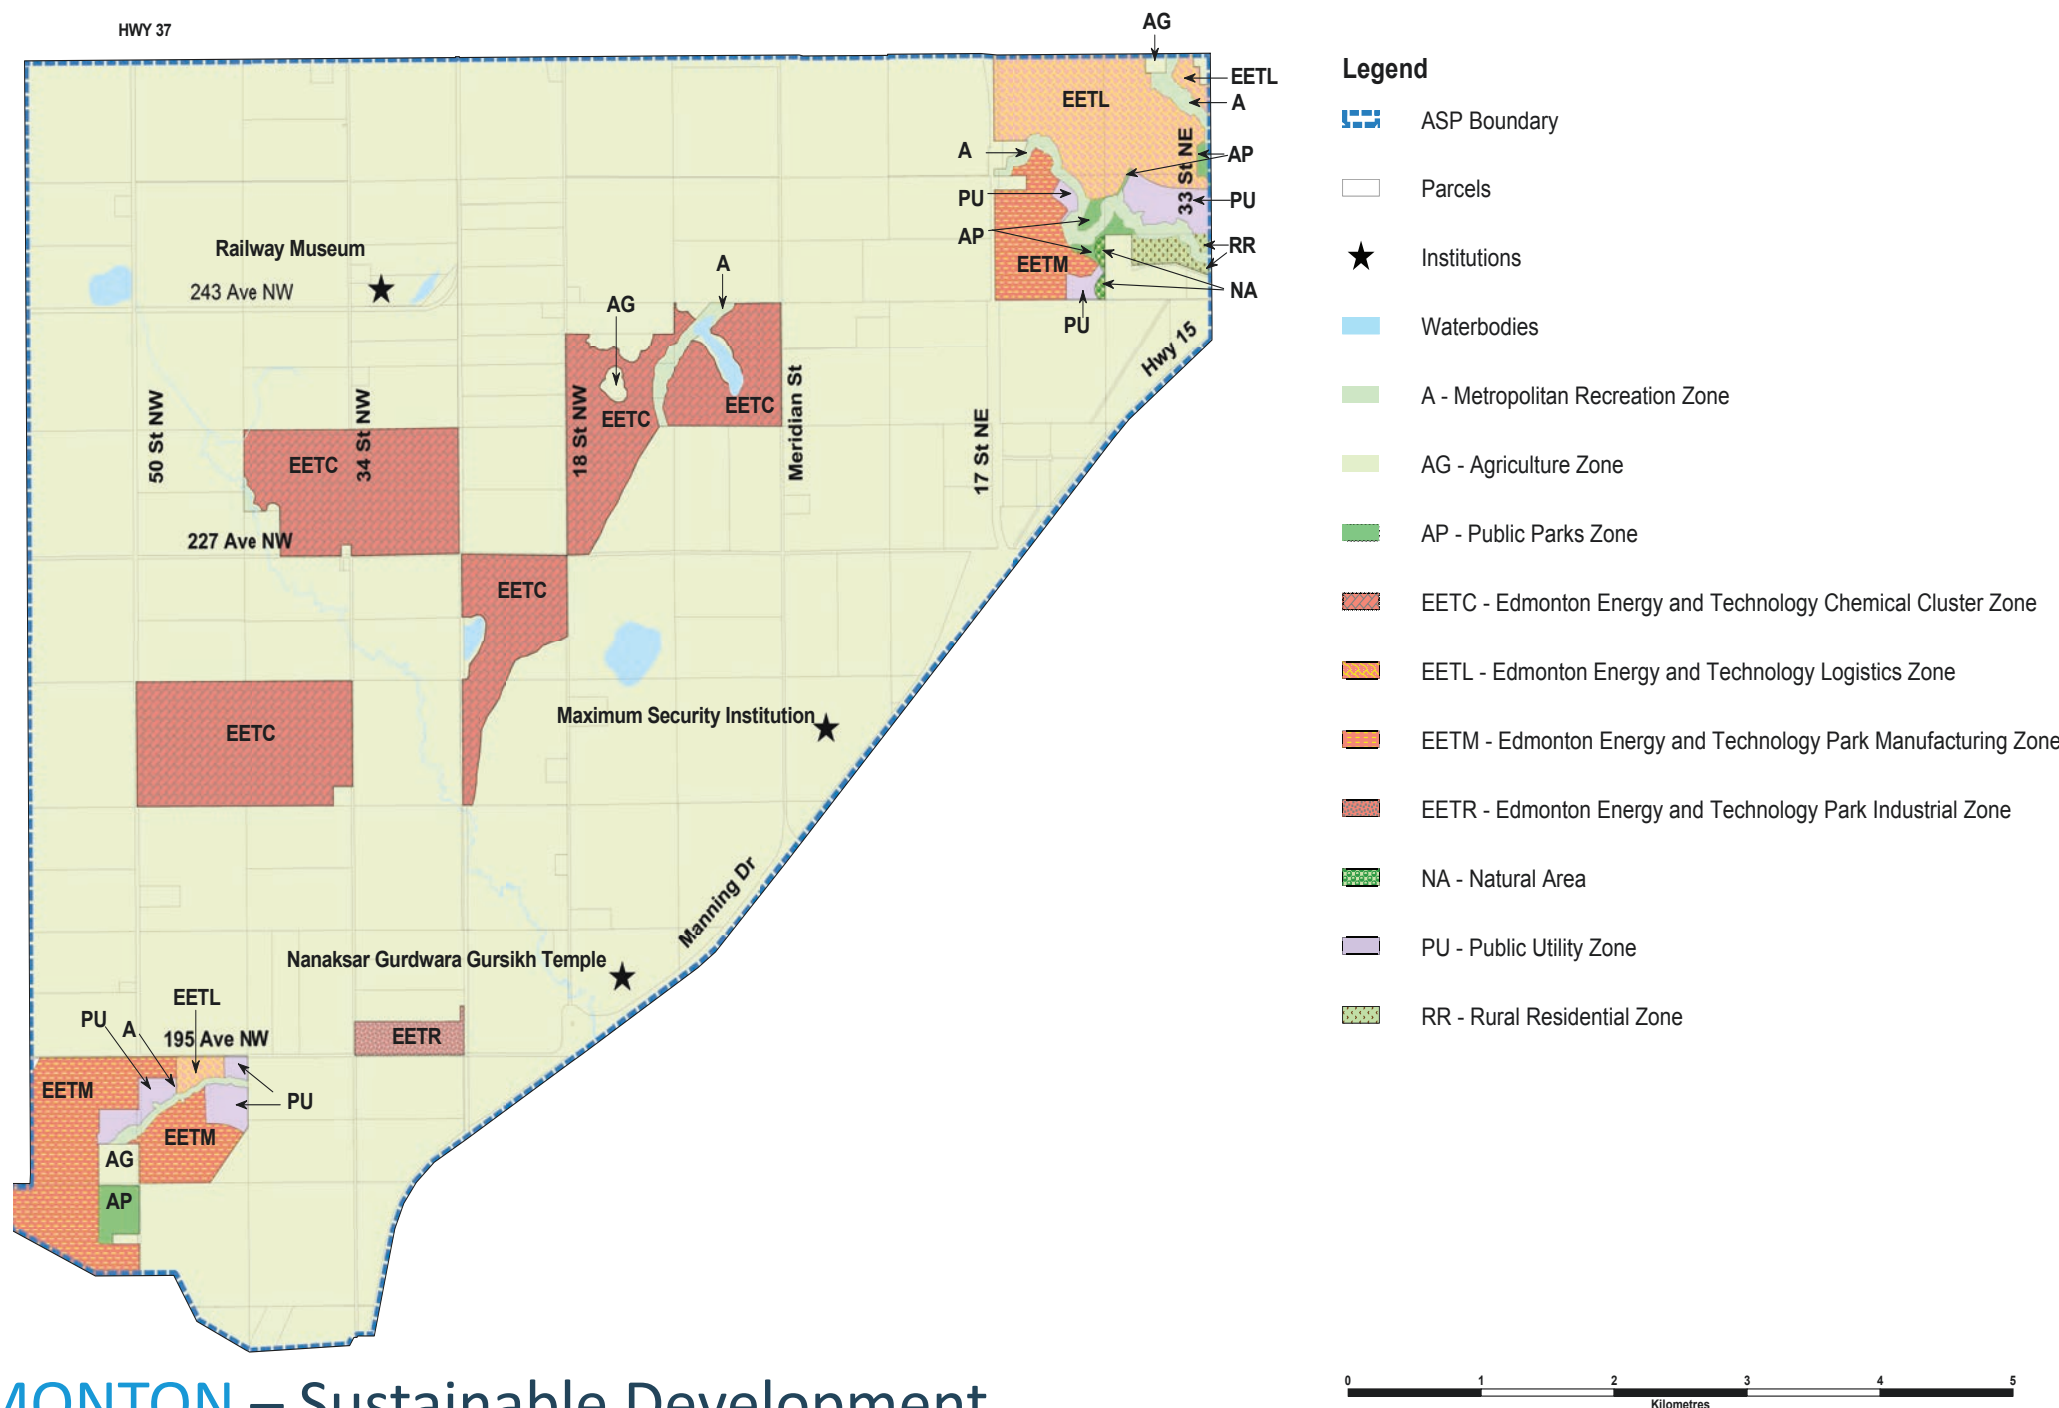 HWY 37
AG
EETL
EETL
A
A
33 St NE
AP
PU
PU
AP
RR
EETM
NA
PU
Railway Museum
243 Ave NW
A
AG
Hwy 15
50 St NW
34 St NW
18 St NW
EETC
EETC
EETC
Meridian St
17 St NE
227 Ave NW
EETC
Maximum Security Institution
EETC
Manning Dr
Nanaksar Gurdwara Gursikh Temple
EETL
PU
A
195 Ave NW
EETR
EETM
PU
EETM
AG
AP
Legend
ASP Boundary
Parcels
Institutions
Waterbodies
A - Metropolitan Recreation Zone
AG - Agriculture Zone
AP - Public Parks Zone
EETC - Edmonton Energy and Technology Chemical Cluster Zone
EETL - Edmonton Energy and Technology Logistics Zone
EETM - Edmonton Energy and Technology Park Manufacturing Zone
EETR - Edmonton Energy and Technology Park Industrial Zone
NA - Natural Area
PU - Public Utility Zone
RR - Rural Residential Zone
0 1 2 3 4 5
Kilometres
MONTON – Sustainable Development